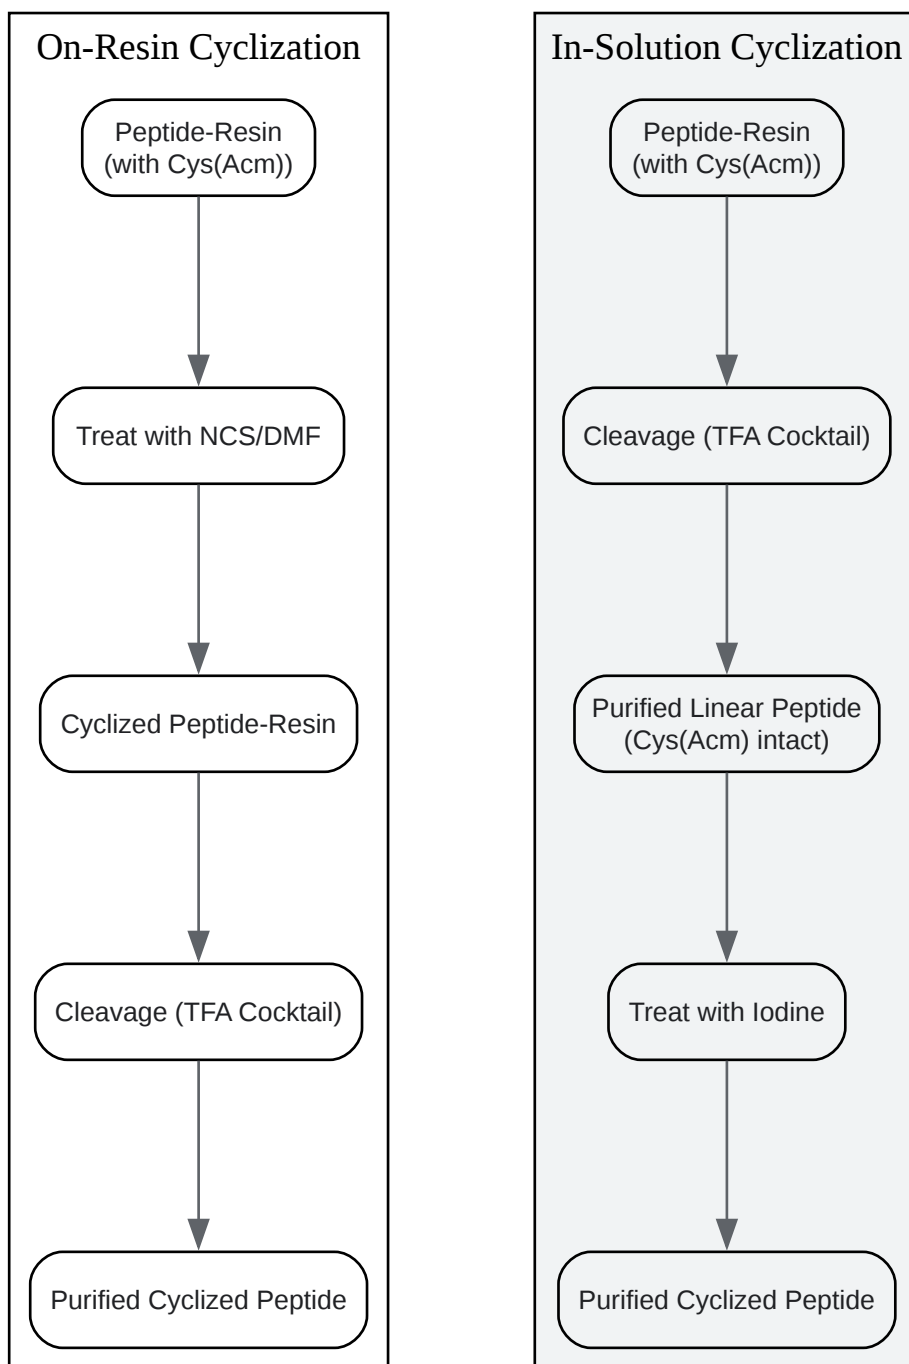 On-Resin Cyclization
Peptide-Resin
(with Cys(Acm))
Treat with NCS/DMF
Cyclized Peptide-Resin
Cleavage (TFA Cocktail)
Purified Cyclized Peptide
In-Solution Cyclization
Peptide-Resin
(with Cys(Acm))
Cleavage (TFA Cocktail)
Purified Linear Peptide
(Cys(Acm) intact)
Treat with Iodine
Purified Cyclized Peptide